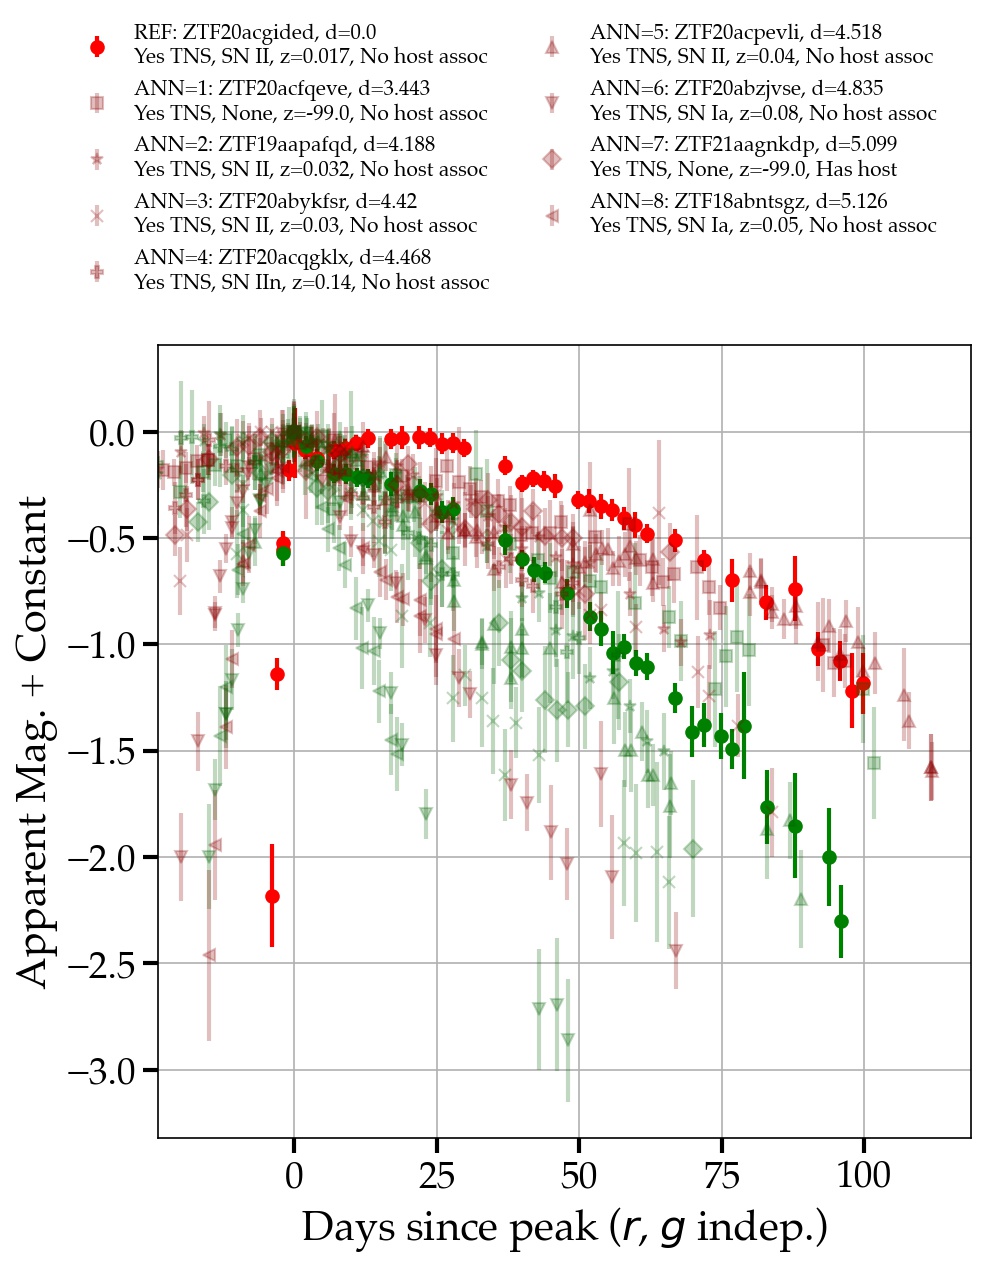 REF: ZTF20acgided, d=0.0
Yes TNS, SN II, z=0.017, No host assoc
ANN=1: ZTF20acfqeve, d=3.443
Yes TNS, None, z=-99.0, No host assoc
ANN=2: ZTF19aapafqd, d=4.188
Yes TNS, SN II, z=0.032, No host assoc
ANN=3: ZTF20abykfsr, d=4.42
Yes TNS, SN II, z=0.03, No host assoc
ANN=4: ZTF20acqgklx, d=4.468
Yes TNS, SN IIn, z=0.14, No host assoc
ANN=5: ZTF20acpevli, d=4.518
Yes TNS, SN II, z=0.04, No host assoc
ANN=6: ZTF20abzjvse, d=4.835
Yes TNS, SN Ia, z=0.08, No host assoc
ANN=7: ZTF21aagnkdp, d=5.099
Yes TNS, None, z=-99.0, Has host
ANN=8: ZTF18abntsgz, d=5.126
Yes TNS, SN Ia, z=0.05, No host assoc
Apparent Mag. + Constant
0.0
−0.5
−1.0
−1.5
−2.0
−2.5
−3.0
0 25 50 75 100
Days since peak (r, g indep.)